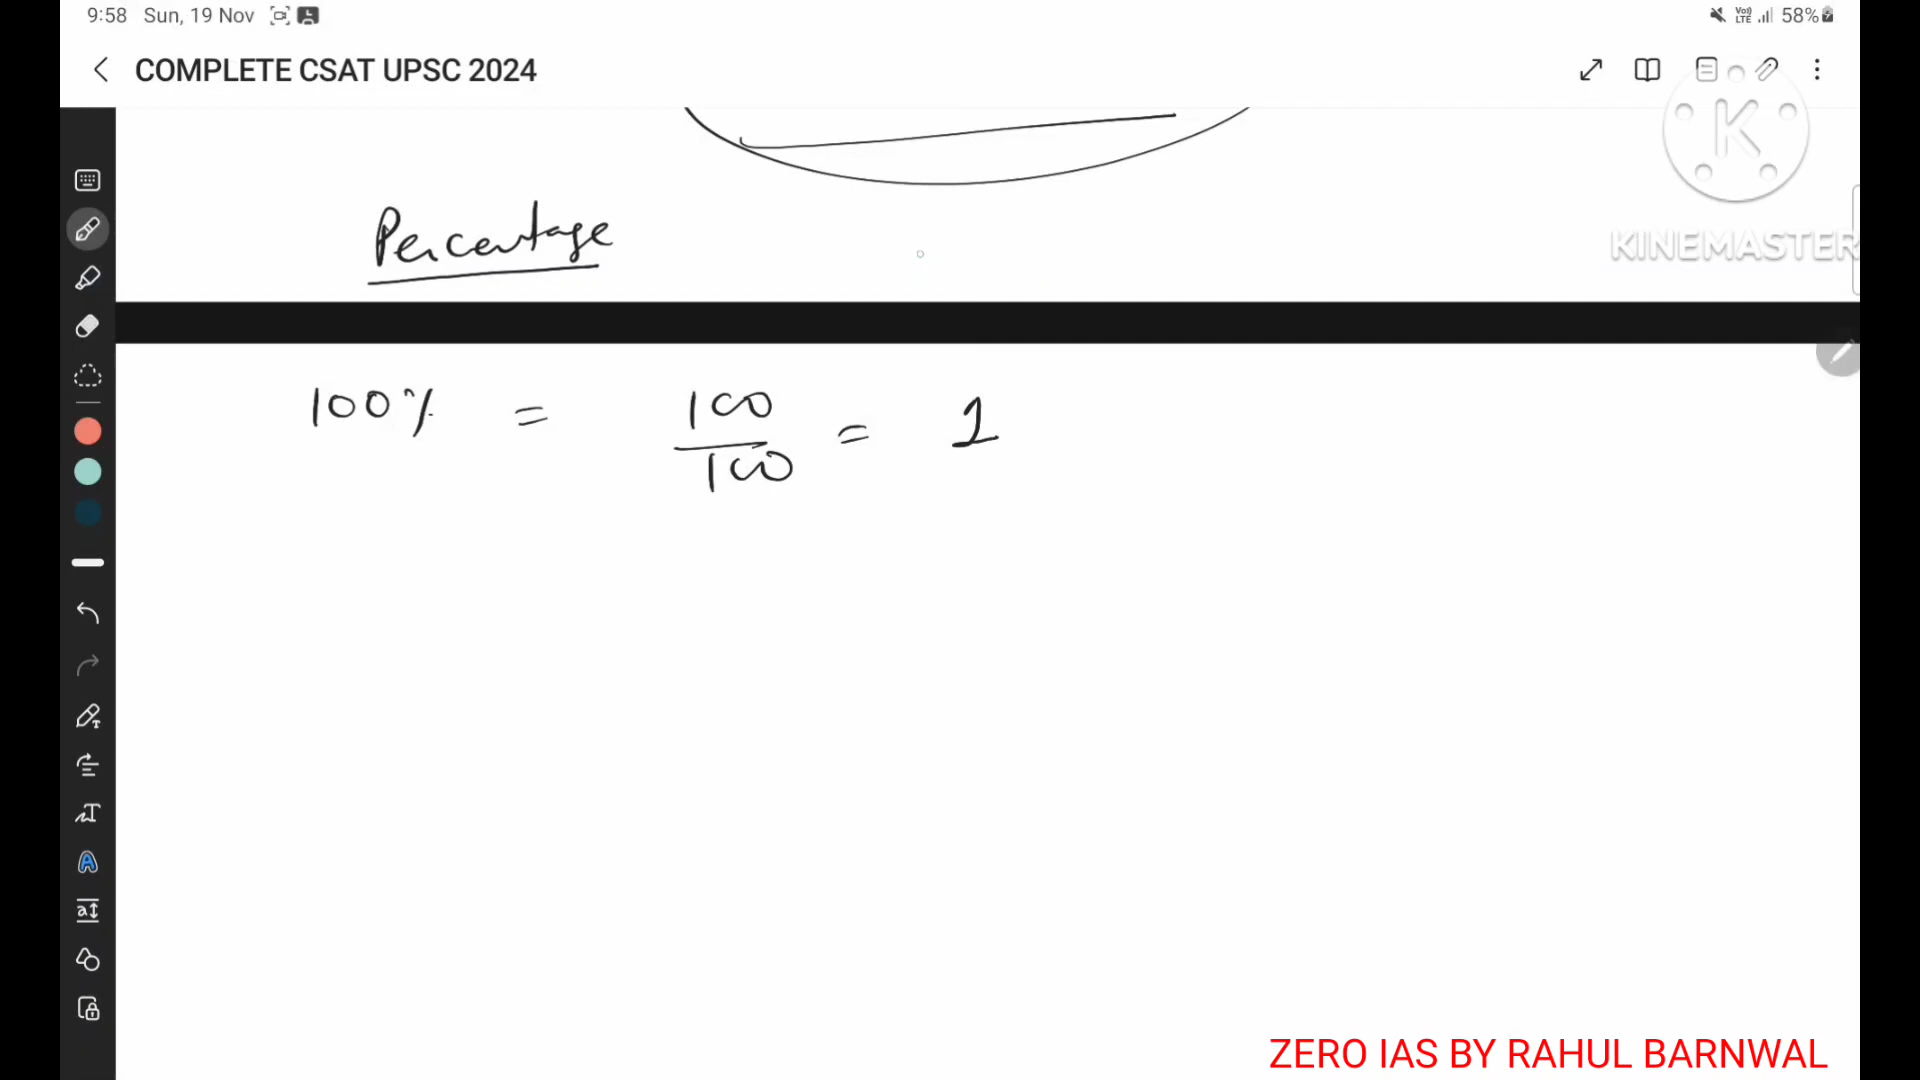 9:58 Sun, 19 Nov 58%
COMPLETE CSAT UPSC 2024
K
KINEMASTER
Percentage
100% = 100/100 = 1
ZERO IAS BY RAHUL BARNWAL